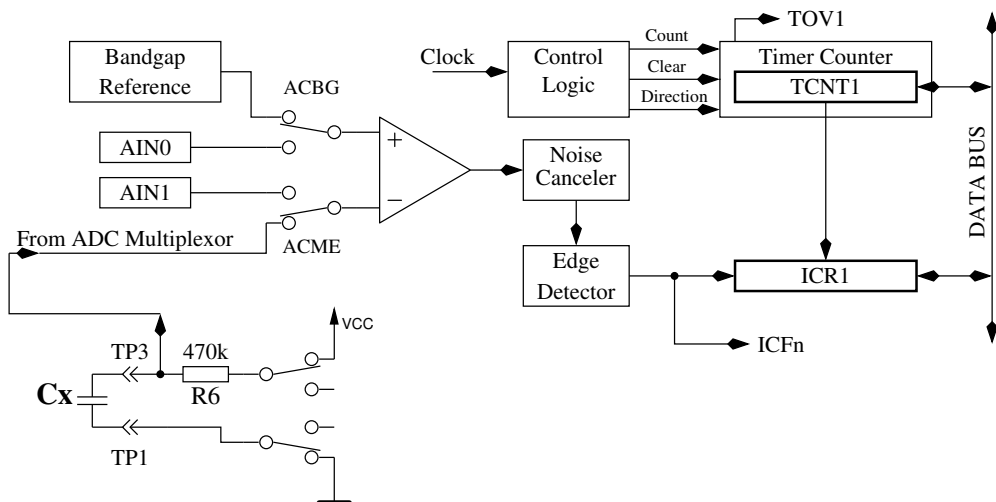 Bandgap
Reference
ACBG
AIN0
AIN1
ACME
From ADC Multiplexor
+
−
Clock
Control
Logic
Count
Clear
Direction
TOV1
Timer Counter
TCNT1
Noise
Canceler
Edge
Detector
ICR1
ICFn
DATA BUS
VCC
TP3
470k
R6
Cx
TP1